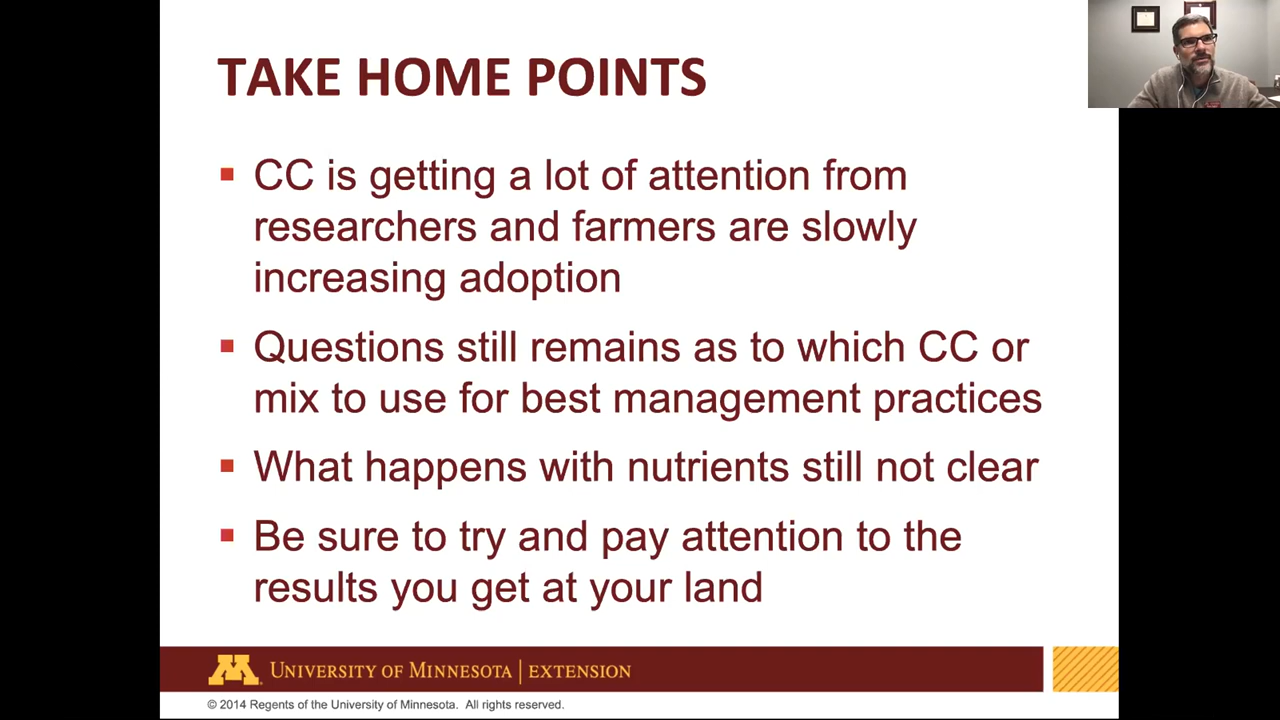 TAKE HOME POINTS
▪ CC is getting a lot of attention from
researchers and farmers are slowly
increasing adoption
▪ Questions still remains as to which CC or
mix to use for best management practices
▪ What happens with nutrients still not clear
▪ Be sure to try and pay attention to the
results you get at your land
M UNIVERSITY OF MINNESOTA | EXTENSION
© 2014 Regents of the University of Minnesota. All rights reserved.